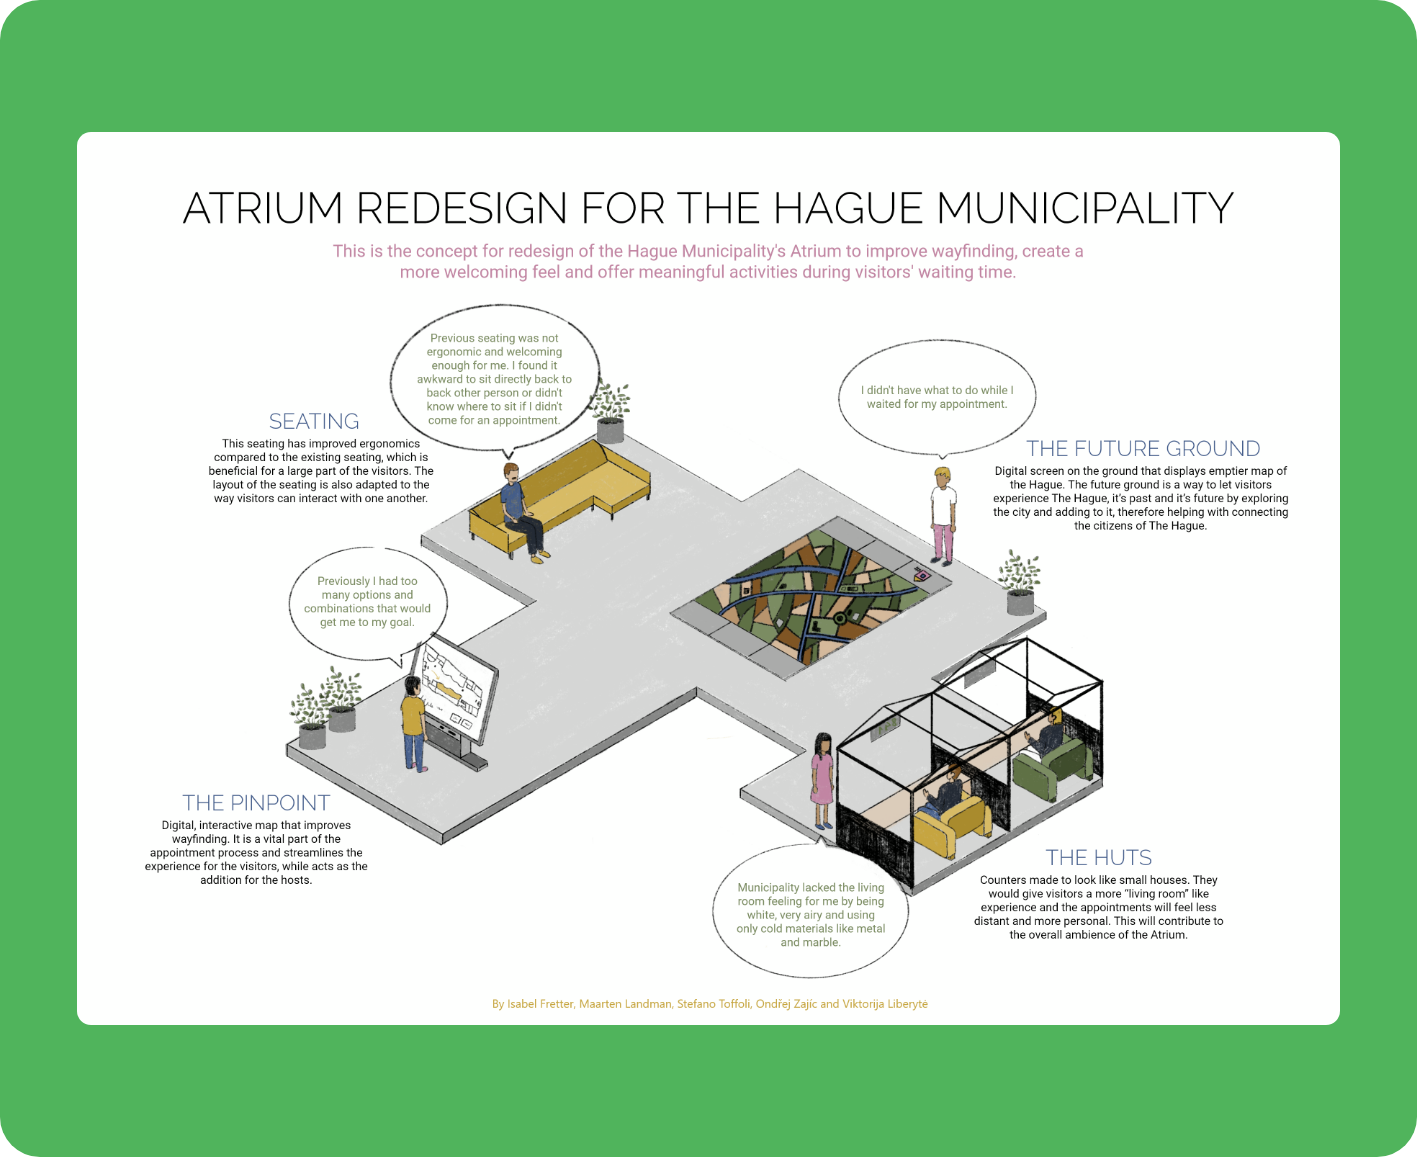 ATRIUM REDESIGN FOR THE HAGUE MUNICIPALITY
This is the concept for redesign of the Hague Municipality's Atrium to improve wayfinding, create a
more welcoming feel and offer meaningful activities during visitors' waiting time.
Previous seating was not
ergonomic and welcoming
enough for me. I found it
awkward to sit directly back to
back other person or didn't
know where to sit if I didn't
come for an appointment.
SEATING
This seating has improved ergonomics
compared to the existing seating, which is
beneficial for a large part of the visitors. The
layout of the seating is also adapted to the
way visitors can interact with one another.
I didn't have what to do while I
waited for my appointment.
THE FUTURE GROUND
Digital screen on the ground that displays emptier map of
the Hague. The future ground is a way to let visitors
experience The Hague, it's past and it's future by exploring
the city and adding to it, therefore helping with connecting
the citizens of The Hague.
Previously I had too
many options and
combinations that would
get me to my goal.
THE PINPOINT
Digital, interactive map that improves
wayfinding. It is a vital part of the
appointment process and streamlines the
experience for the visitors, while acts as the
addition for the hosts.
Municipality lacked the living
room feeling for me by being
white, very airy and using
only cold materials like metal
and marble.
THE HUTS
Counters made to look like small houses. They
would give visitors a more “living room” like
experience and the appointments will feel less
distant and more personal. This will contribute to
the overall ambience of the Atrium.
By Isabel Fretter, Maarten Landman, Stefano Toffoli, Ondřej Zajíc and Viktorija Liberytė